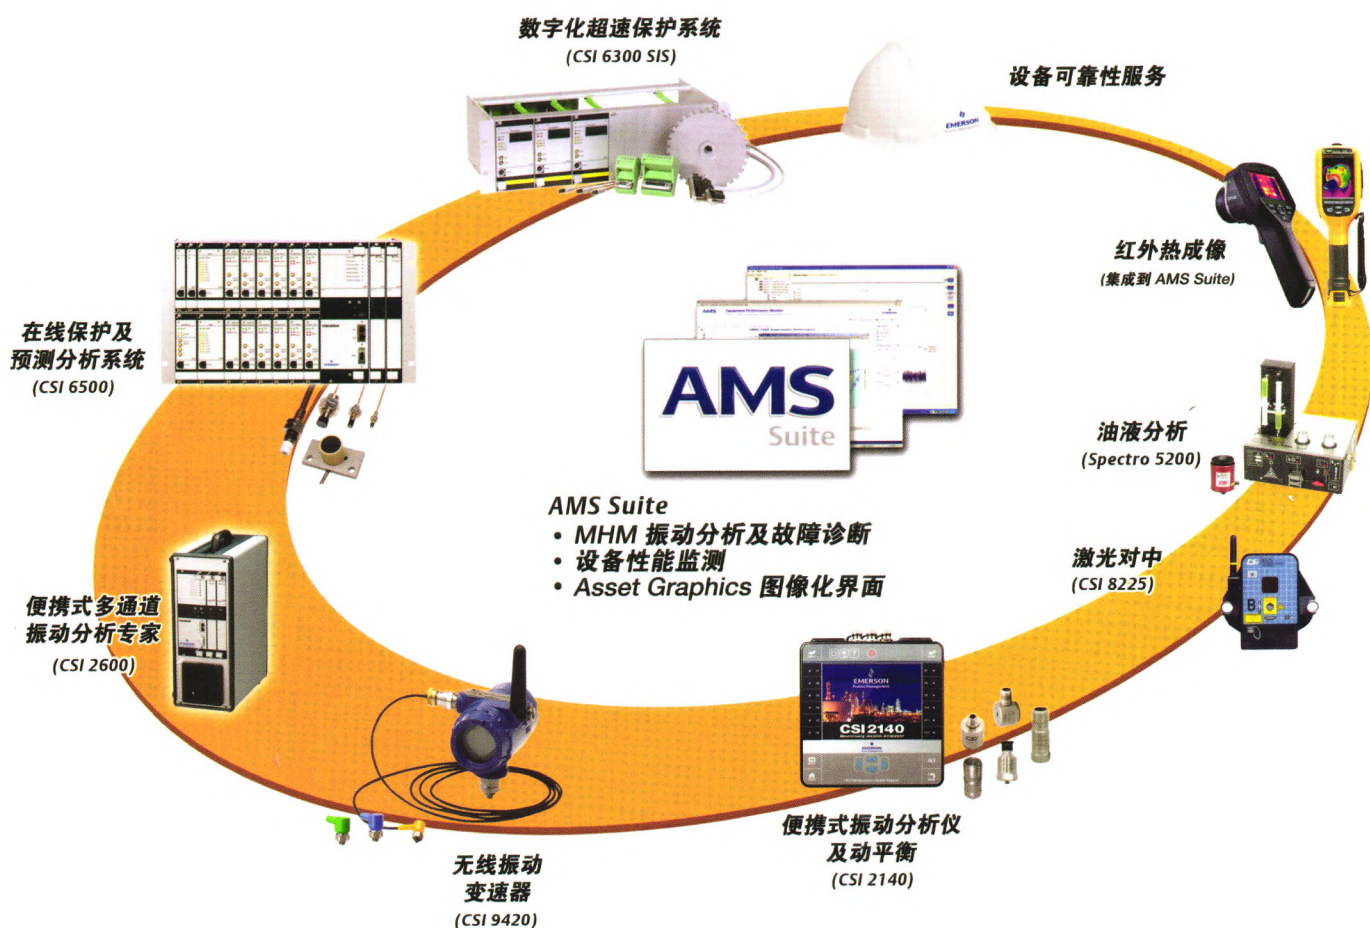 数字化超速保护系统
(CSI 6300 SIS)
设备可靠性服务
EMERSON
红外热成像
(集成到 AMS Suite)
在线保护及
预测分析系统
(CSI 6500)
AMS
Suite
油液分析
(Spectro 5200)
AMS Suite
• MHM 振动分析及故障诊断
• 设备性能监测
• Asset Graphics 图像化界面
激光对中
(CSI 8225)
便携式多通道
振动分析专家
(CSI 2600)
EMERSON
CSI 2140
Machinery Health Analyzer
便携式振动分析仪
及动平衡
(CSI 2140)
无线振动
变速器
(CSI 9420)